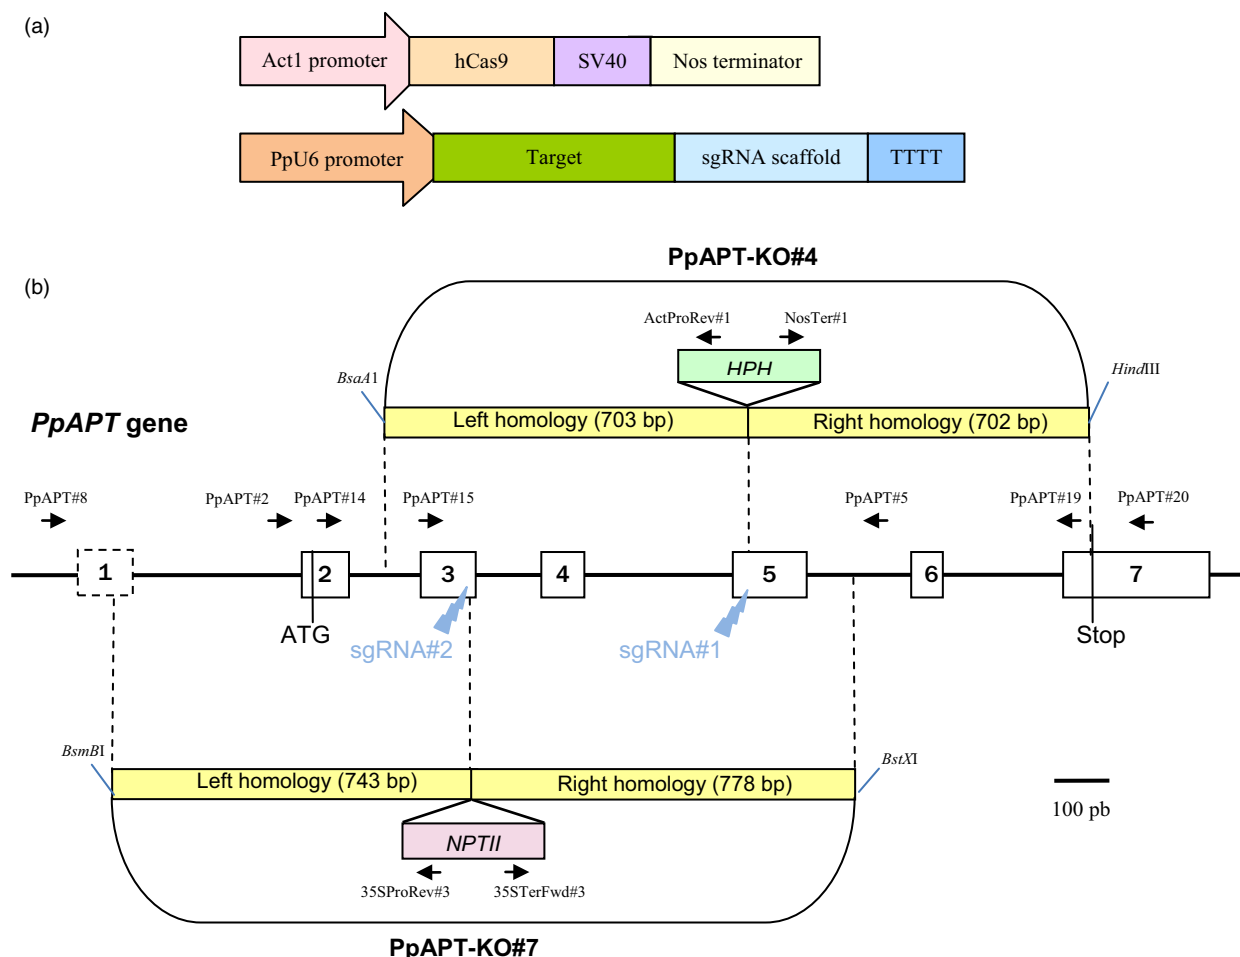 (a)
Act1 promoter
hCas9
SV40
Nos terminator
PpU6 promoter
Target
sgRNA scaffold
TTTT
(b)
PpAPT-KO#4
ActProRev#1
NosTer#1
HPH
BsaA1
HindIII
PpAPT gene
Left homology (703 bp)
Right homology (702 bp)
PpAPT#8
PpAPT#2
PpAPT#14
PpAPT#15
PpAPT#5
PpAPT#19
PpAPT#20
1
2
3
4
5
6
7
ATG
sgRNA#2
sgRNA#1
Stop
BsmBI
BstXI
Left homology (743 bp)
Right homology (778 bp)
100 pb
NPTII
35SProRev#3
35STerFwd#3
PpAPT-KO#7